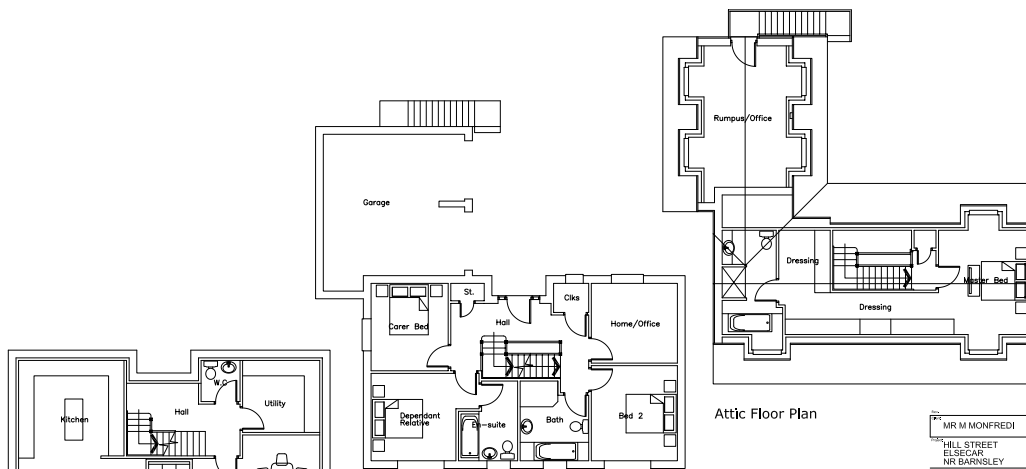 Rumpus/Office
Garage
Dressing
Master Bed
Dressing
St.
Clks
Carer Bed
Hall
Home/Office
Dependant
Relative
En-suite
Bath
Bed 2
W.C
Kitchen
Hall
Utility
Attic Floor Plan
MR M MONFREDI
HILL STREET
ELSECAR
NR BARNSLEY